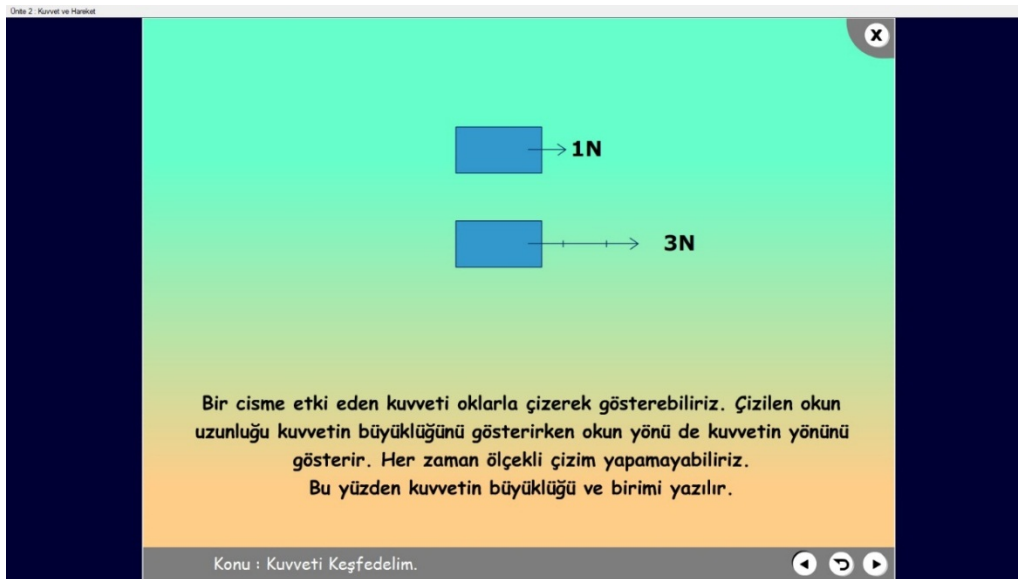 Ünite 2 : Kuvvet ve Hareket
X
1N
3N
Bir cisme etki eden kuvveti oklarla çizerek gösterebiliriz. Çizilen okun
uzunluğu kuvvetin büyüklüğünü gösterirken okun yönü de kuvvetin yönünü
gösterir. Her zaman ölçekli çizim yapamayabiliriz.
Bu yüzden kuvvetin büyüklüğü ve birimi yazılır.
Konu : Kuvveti Keşfedelim.